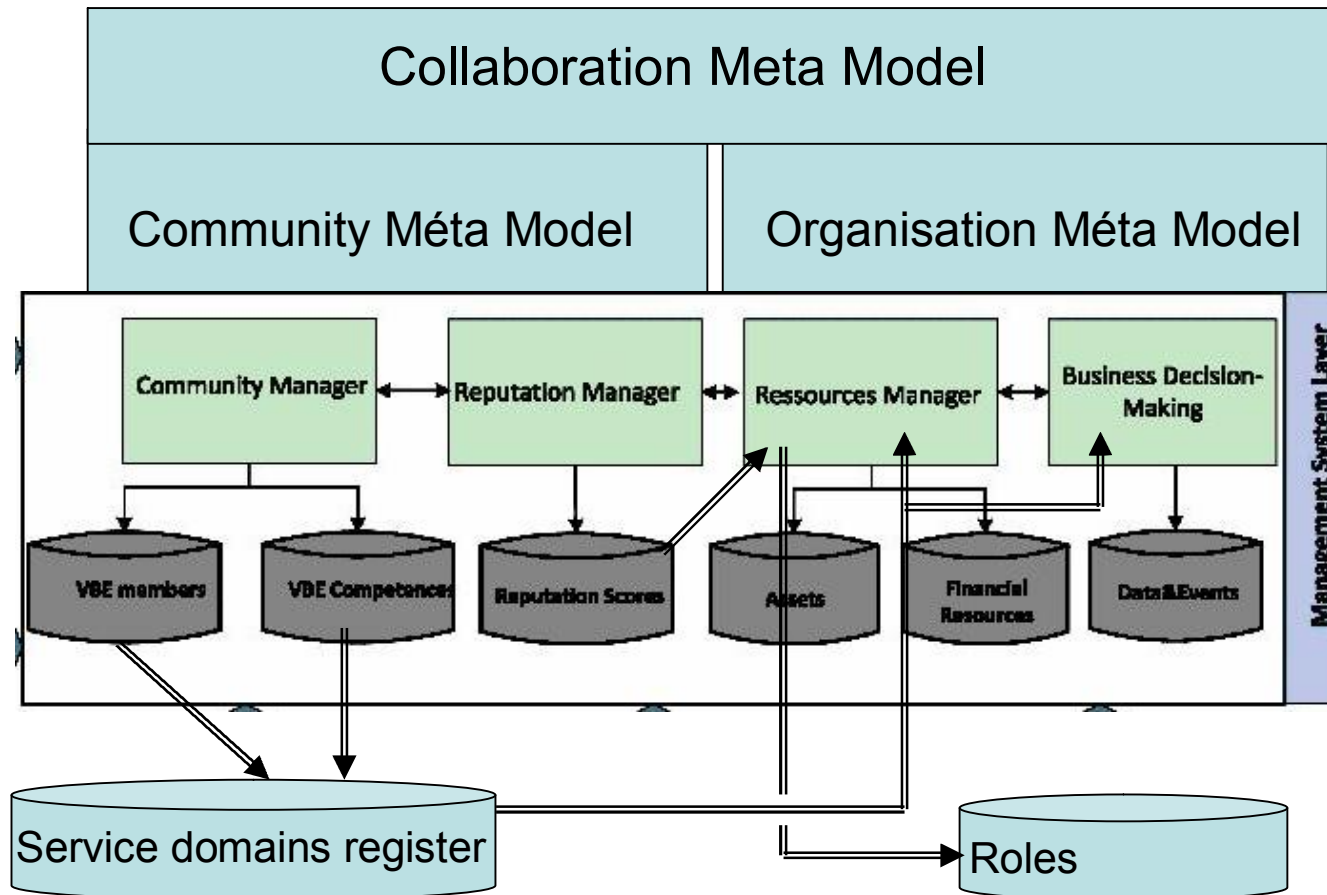 Collaboration Meta Model
Community Méta Model
Organisation Méta Model
Community Manager
Reputation Manager
Ressources Manager
Business Decision-
Making
Management System Layer
VBE members
VBE Competences
Reputation Scores
Assets
Financial
Resources
Data&Events
Service domains register
Roles